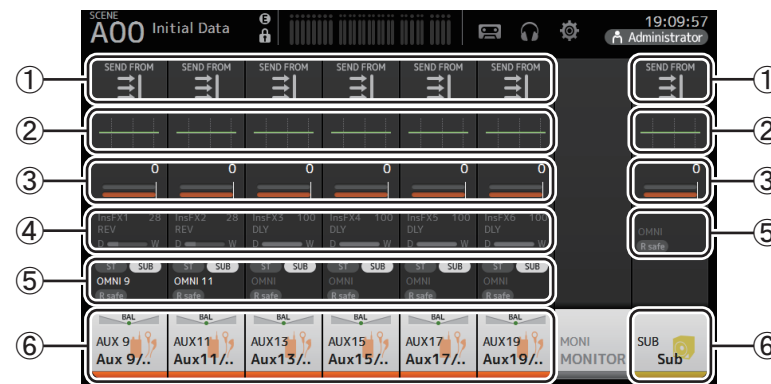 SCENE
A00 Initial Data E 19:09:57
Administrator
① SEND FROM SEND FROM SEND FROM SEND FROM SEND FROM SEND FROM SEND FROM ①
② ②
③ 0 0 0 0 0 0 0 ③
④ InsFX1 28 InsFX2 28 InsFX3 100 InsFX4 100 InsFX5 100 InsFX6 100 ⑤
REV REV DLY DLY DLY DLY OMNI
D W D W D W D W D W D W R safe
⑤ ST SUB ST SUB ST SUB ST SUB ST SUB ST SUB
OMNI 9 OMNI 11 OMNI OMNI OMNI OMNI
R safe R safe R safe R safe R safe R safe
BAL BAL BAL BAL BAL BAL
⑥ AUX 9 AUX11 AUX13 AUX15 AUX17 AUX19 MONI SUB ⑥
Aux 9/.. Aux11/.. Aux13/.. Aux15/.. Aux17/.. Aux19/.. MONITOR Sub